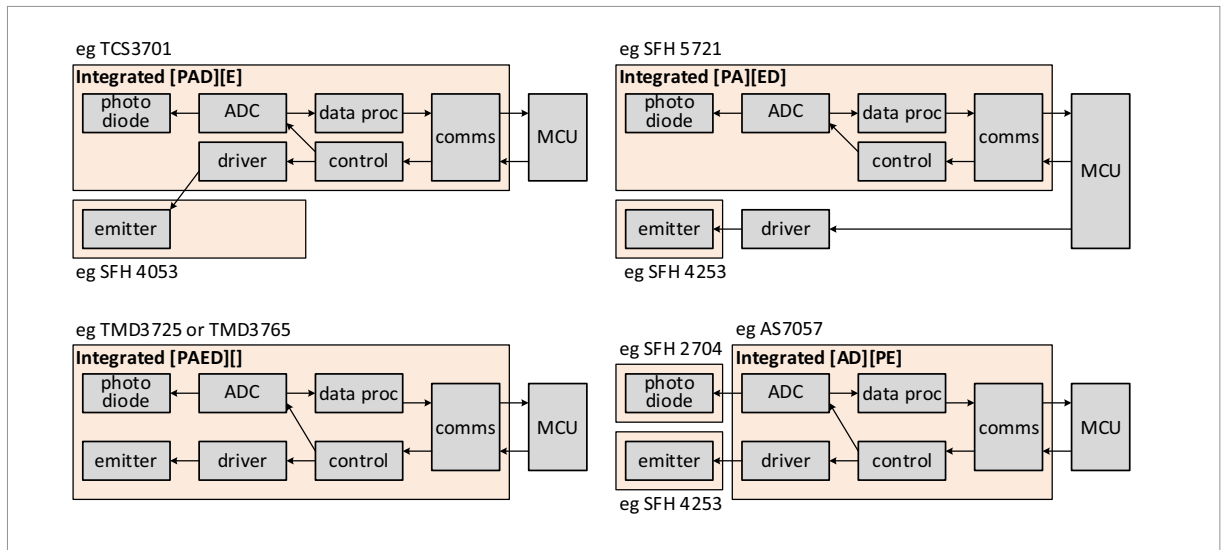 eg TCS3701
Integrated [PAD][E]
photo
diode
ADC
data proc
comms
MCU
driver
control
emitter
eg SFH 4053
eg SFH 5721
Integrated [PA][ED]
photo
diode
ADC
data proc
comms
MCU
control
emitter
driver
eg SFH 4253
eg TMD3725 or TMD3765
Integrated [PAED][]
photo
diode
ADC
data proc
comms
MCU
emitter
driver
control
eg SFH 2704
eg AS7057
Integrated [AD][PE]
photo
diode
ADC
data proc
comms
MCU
emitter
driver
control
eg SFH 4253